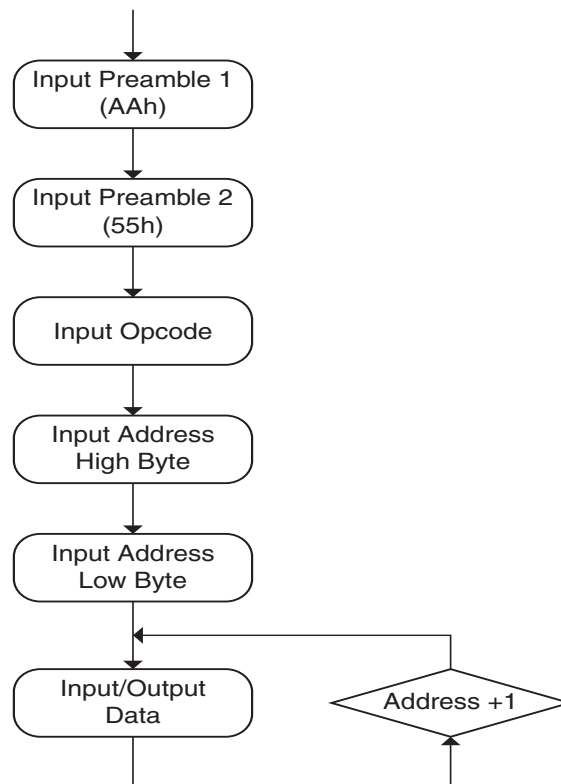 Input Preamble 1
(AAh)
Input Preamble 2
(55h)
Input Opcode
Input Address
High Byte
Input Address
Low Byte
Input/Output
Data
Address +1